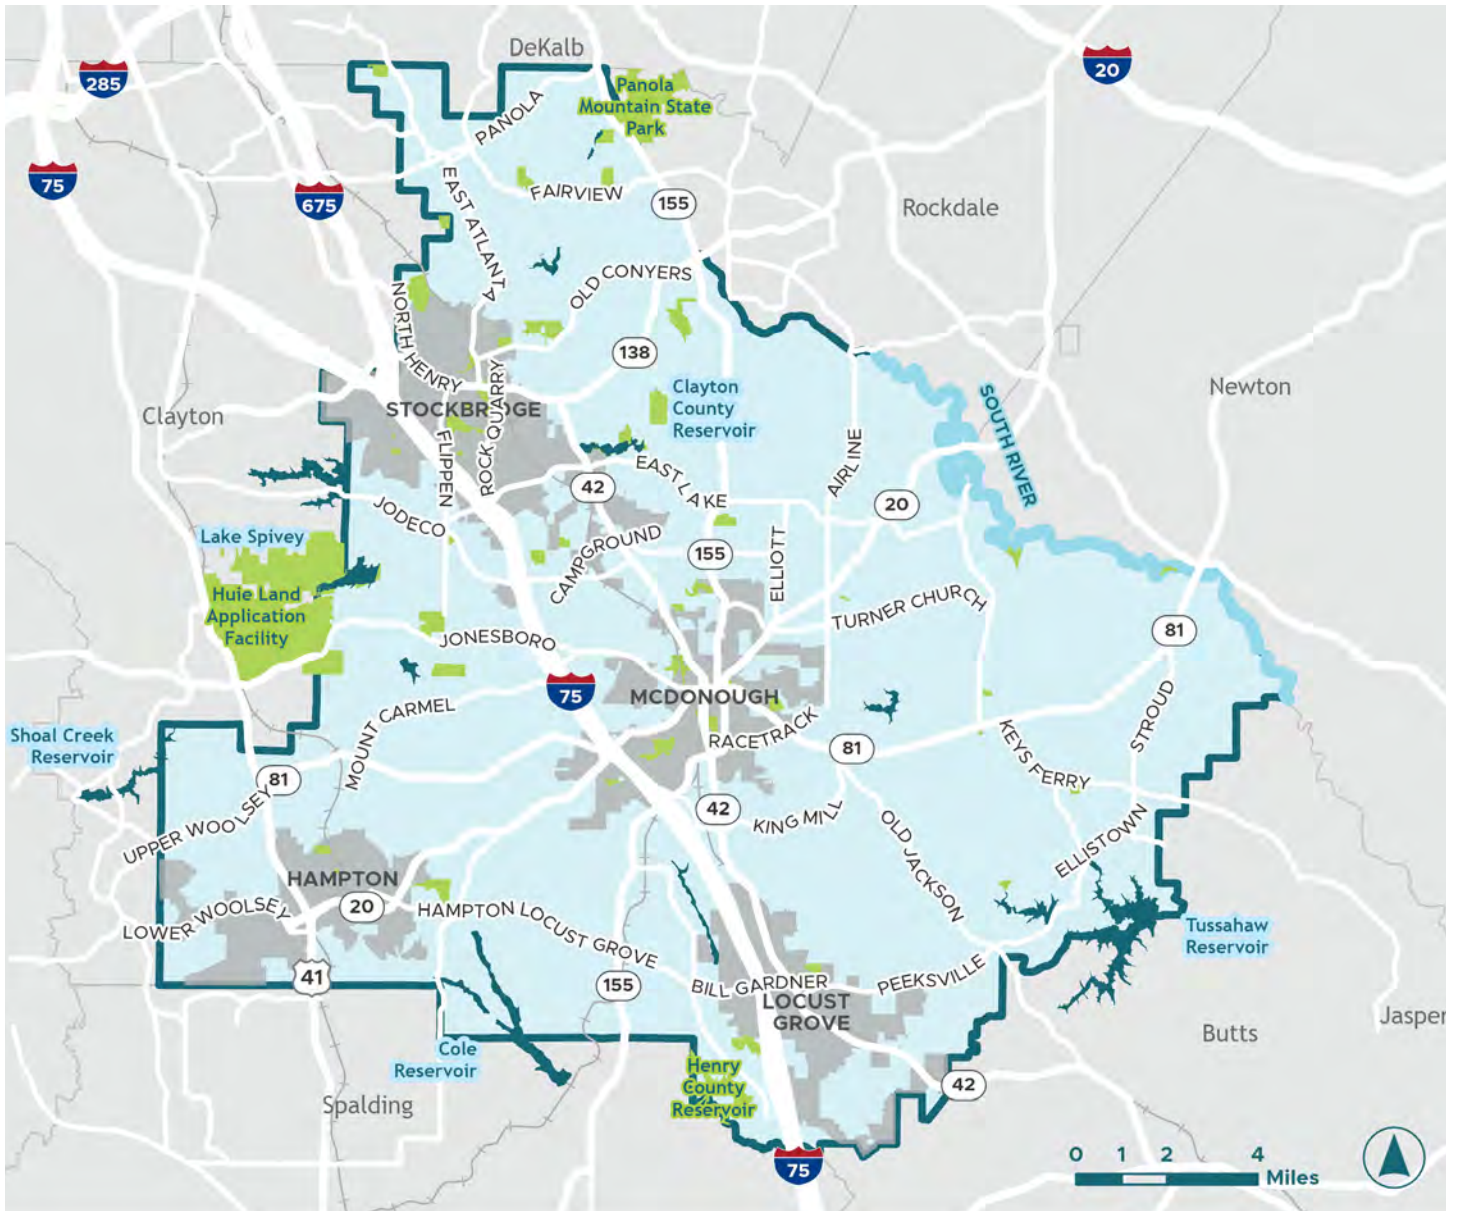 DeKalb
285
20
Panola
Mountain State
Park
PANOLA
75
675
EAST ATLANTA
FAIRVIEW
155
Rockdale
OLD CONYERS
NORTH HENRY
138
Clayton
County
Reservoir
Newton
Clayton
STOCKBRIDGE
ROCK QUARRY
FLIPPEN
SOUTH RIVER
AIRLINE
EAST LAKE
42
20
JODECO
Lake Spivey
CAMPGROUND
155
ELLIOTT
Huie Land
Application
Facility
TURNER CHURCH
81
JONESBORO
75
MCDONOUGH
MOUNT CARMEL
RACETRACK
81
KEYS FERRY
STROUD
Shoal Creek
Reservoir
81
UPPER WOOLSEY
42
KING MILL
OLD JACKSON
ELLISTOWN
HAMPTON
20
LOWER WOOLSEY
HAMPTON LOCUST GROVE
Tussahaw
Reservoir
41
155
BILL GARDNER
PEEKSVILLE
LOCUST
GROVE
Jasper
Butts
Cole
Reservoir
Henry
County
Reservoir
42
Spalding
75
0 1 2 4
Miles